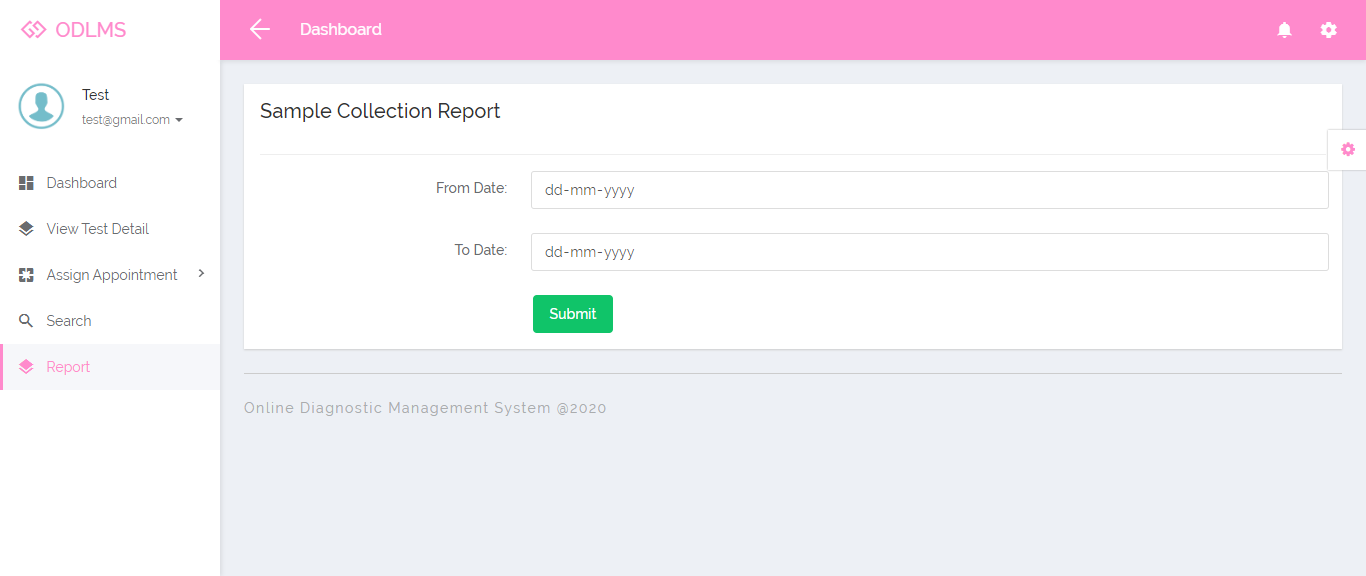 ODLMS
Dashboard
Test
test@gmail.com
Dashboard
View Test Detail
Assign Appointment
Search
Report
Sample Collection Report
From Date:
dd-mm-yyyy
To Date:
dd-mm-yyyy
Submit
Online Diagnostic Management System @2020